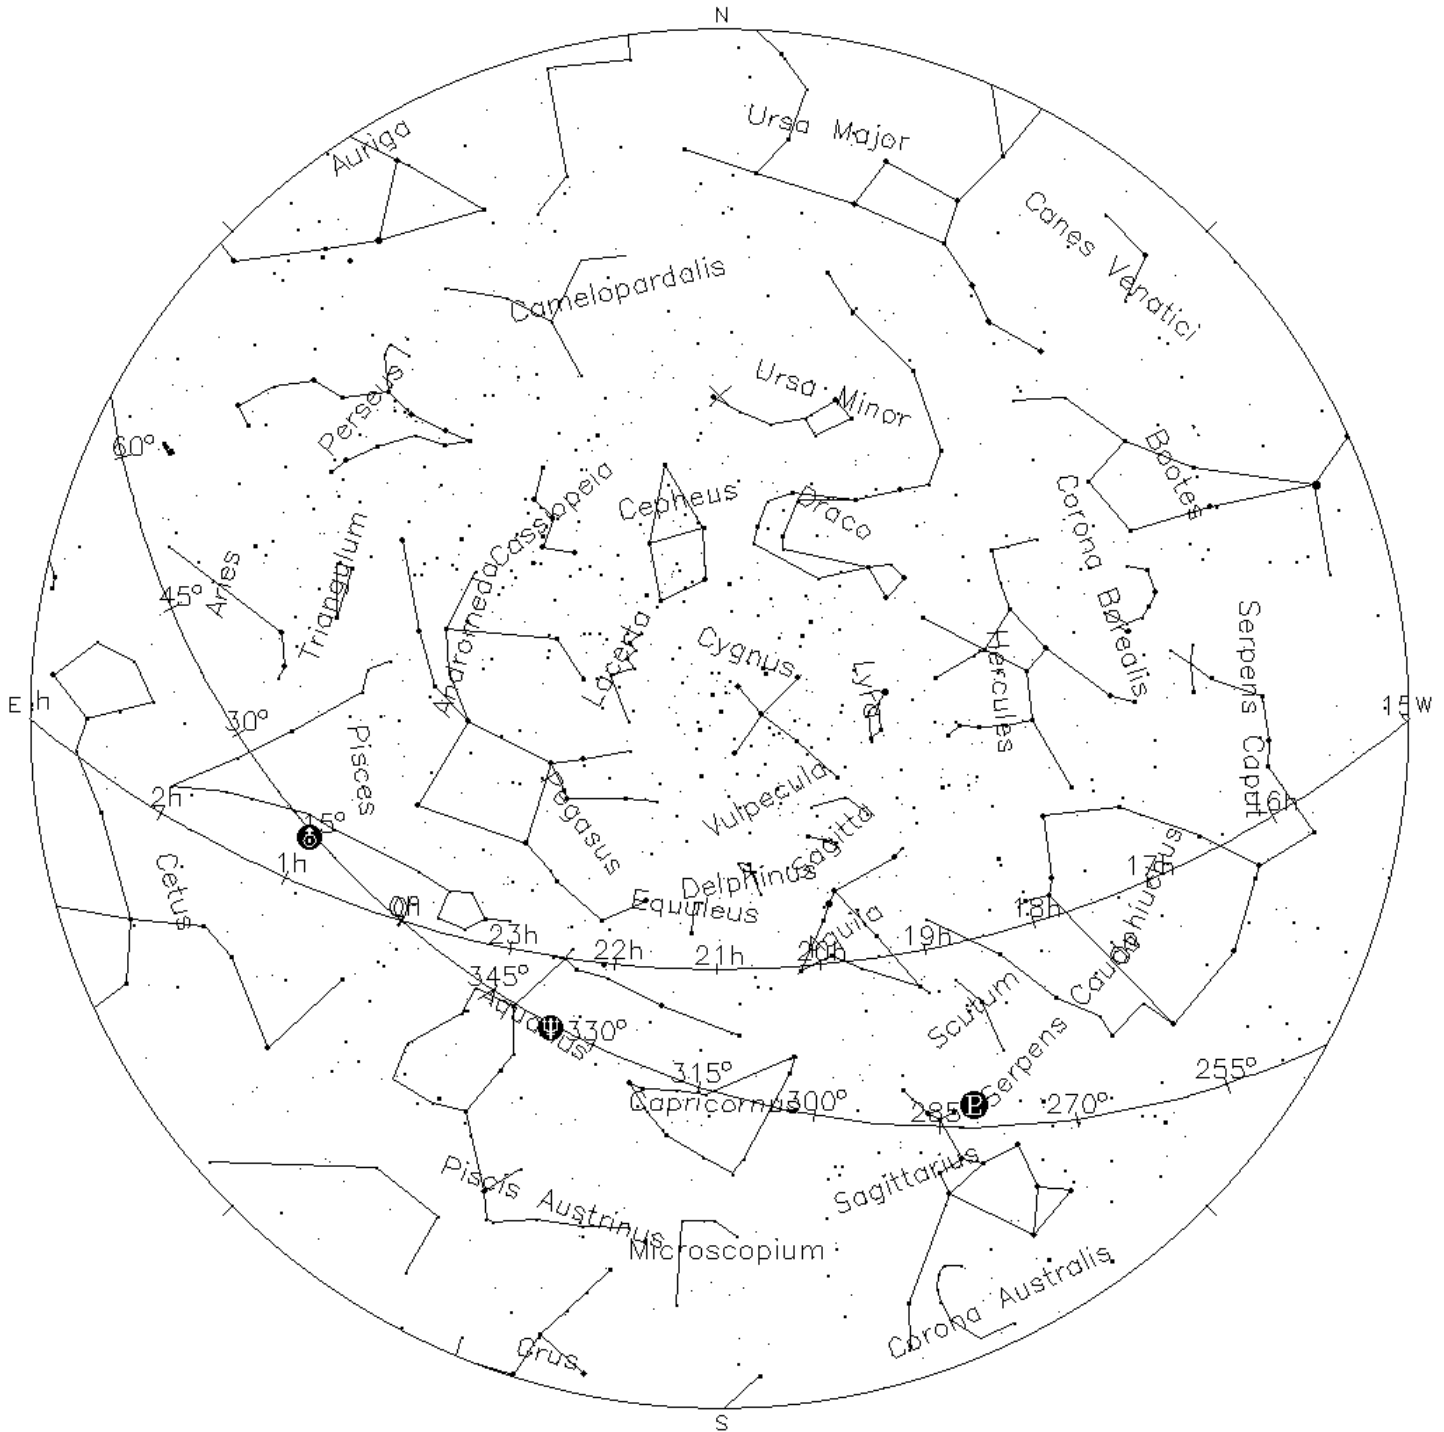 N
Ursa Major
Auriga
Canes Venatici
Camelopardalis
Ursa Minor
Perseus
60°
Bootes
Cassiopeia
Cepheus
Draco
Corona Borealis
Triangulum
Aries
45°
Andromeda
Lacerta
Cygnus
Lyra
Hercules
Serpens Caput
E
h
15
W
30°
Pisces
Pegasus
Vulpecula
2h
16h
15°
Sagitta
1h
17h
Cetus
Delphinus
Equuleus
0h
18h
Aquila
Ophiuchus
23h
22h
21h
20h
19h
345°
Aquarius
330°
Scutum
Serpens Cauda
315°
255°
Capricornus
300°
285
P
270°
Piscis Austrinus
Sagittarius
Microscopium
Corona Australis
Grus
S